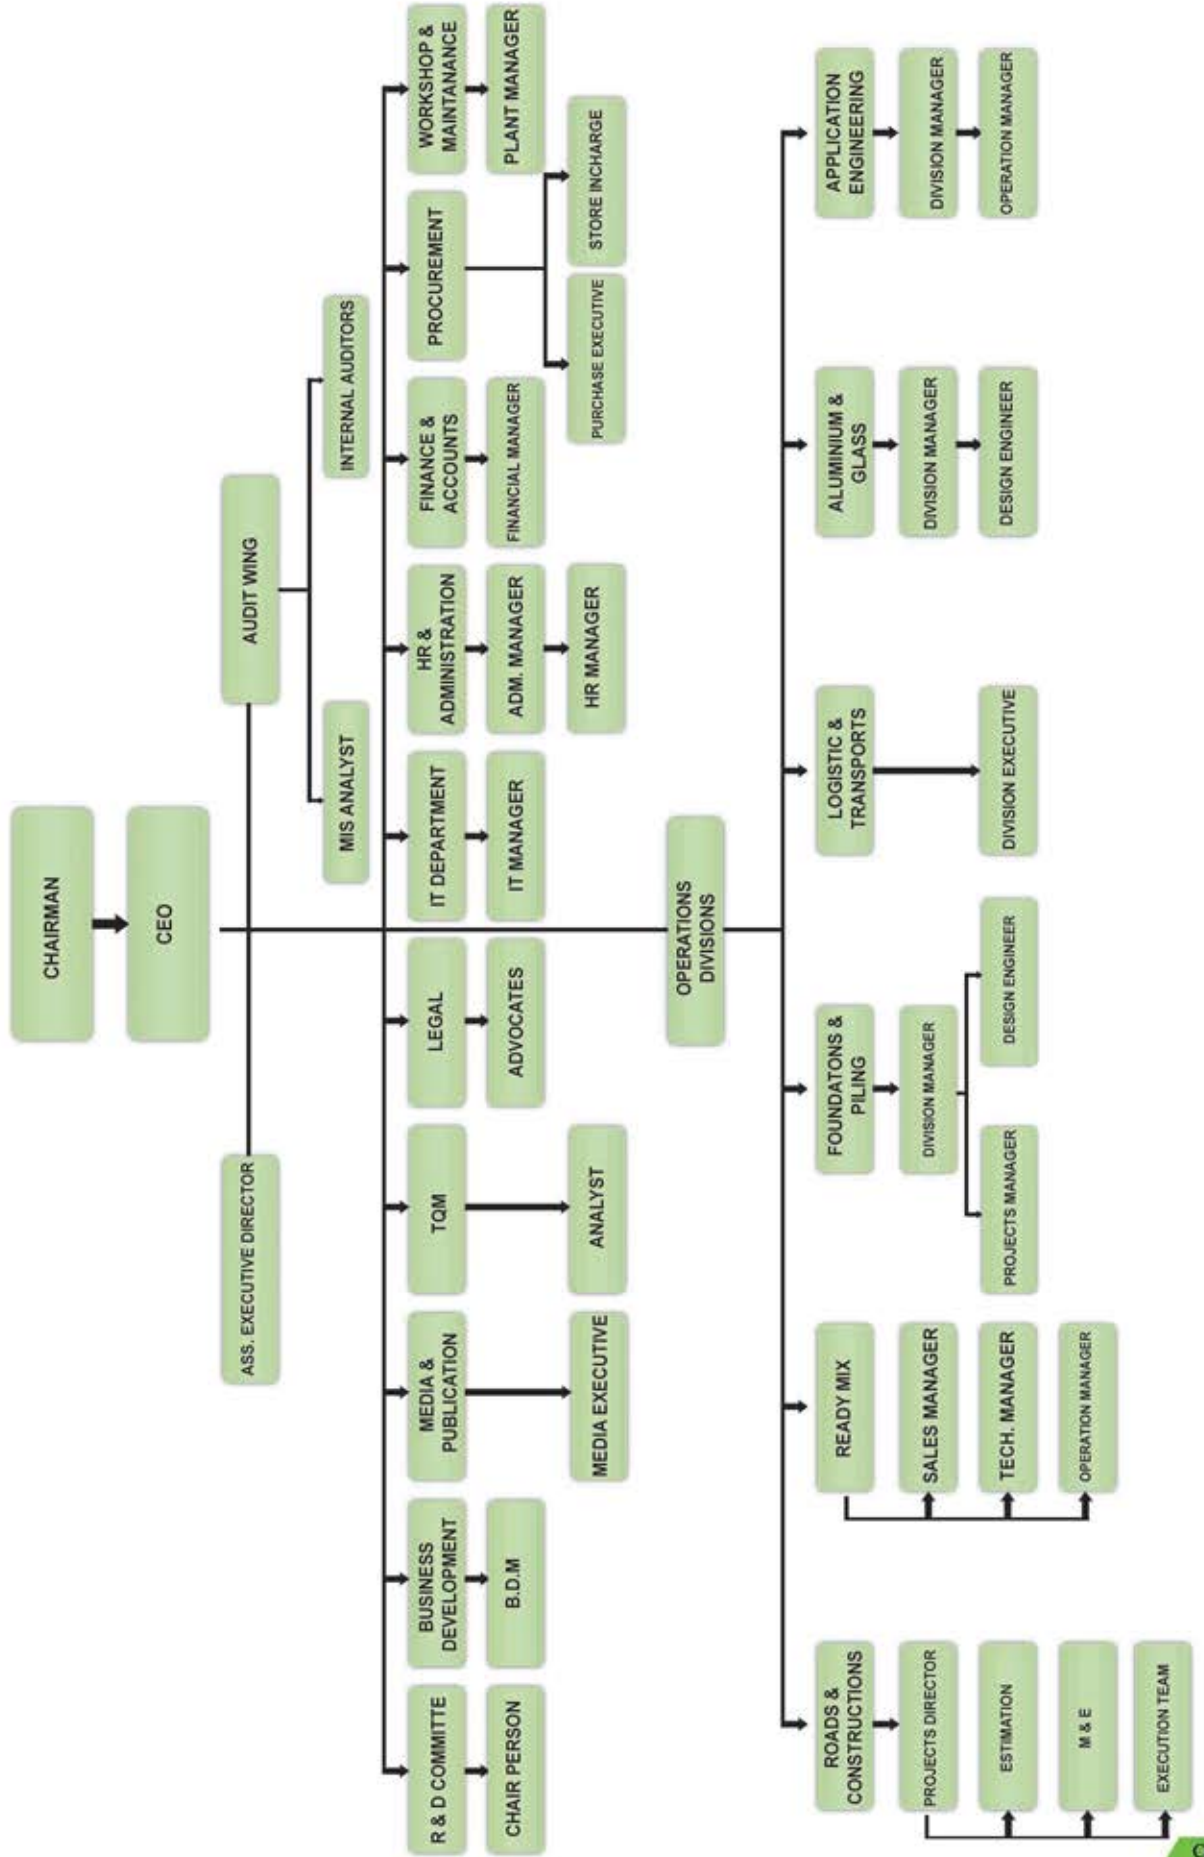 CHAIRMAN
CEO
ASS. EXECUTIVE DIRECTOR
AUDIT WING
MIS ANALYST
INTERNAL AUDITORS
R & D COMMITTE
BUSINESS
DEVELOPMENT
MEDIA &
PUBLICATION
TQM
LEGAL
IT DEPARTMENT
HR &
ADMINISTRATION
FINANCE &
ACCOUNTS
PROCUREMENT
WORKSHOP &
MAINTANANCE
CHAIR PERSON
B.D.M
ADVOCATES
IT MANAGER
ADM. MANAGER
FINANCIAL MANAGER
PLANT MANAGER
MEDIA EXECUTIVE
ANALYST
HR MANAGER
PURCHASE EXECUTIVE
STORE INCHARGE
OPERATIONS
DIVISIONS
ROADS &
CONSTRUCTIONS
READY MIX
FOUNDATONS &
PILING
LOGISTIC &
TRANSPORTS
ALUMINIUM &
GLASS
APPLICATION
ENGINEERING
PROJECTS DIRECTOR
SALES MANAGER
DIVISION MANAGER
DIVISION MANAGER
DIVISION MANAGER
ESTIMATION
TECH. MANAGER
PROJECTS MANAGER
DESIGN ENGINEER
DIVISION EXECUTIVE
DESIGN ENGINEER
OPERATION MANAGER
M & E
OPERATION MANAGER
EXECUTION TEAM